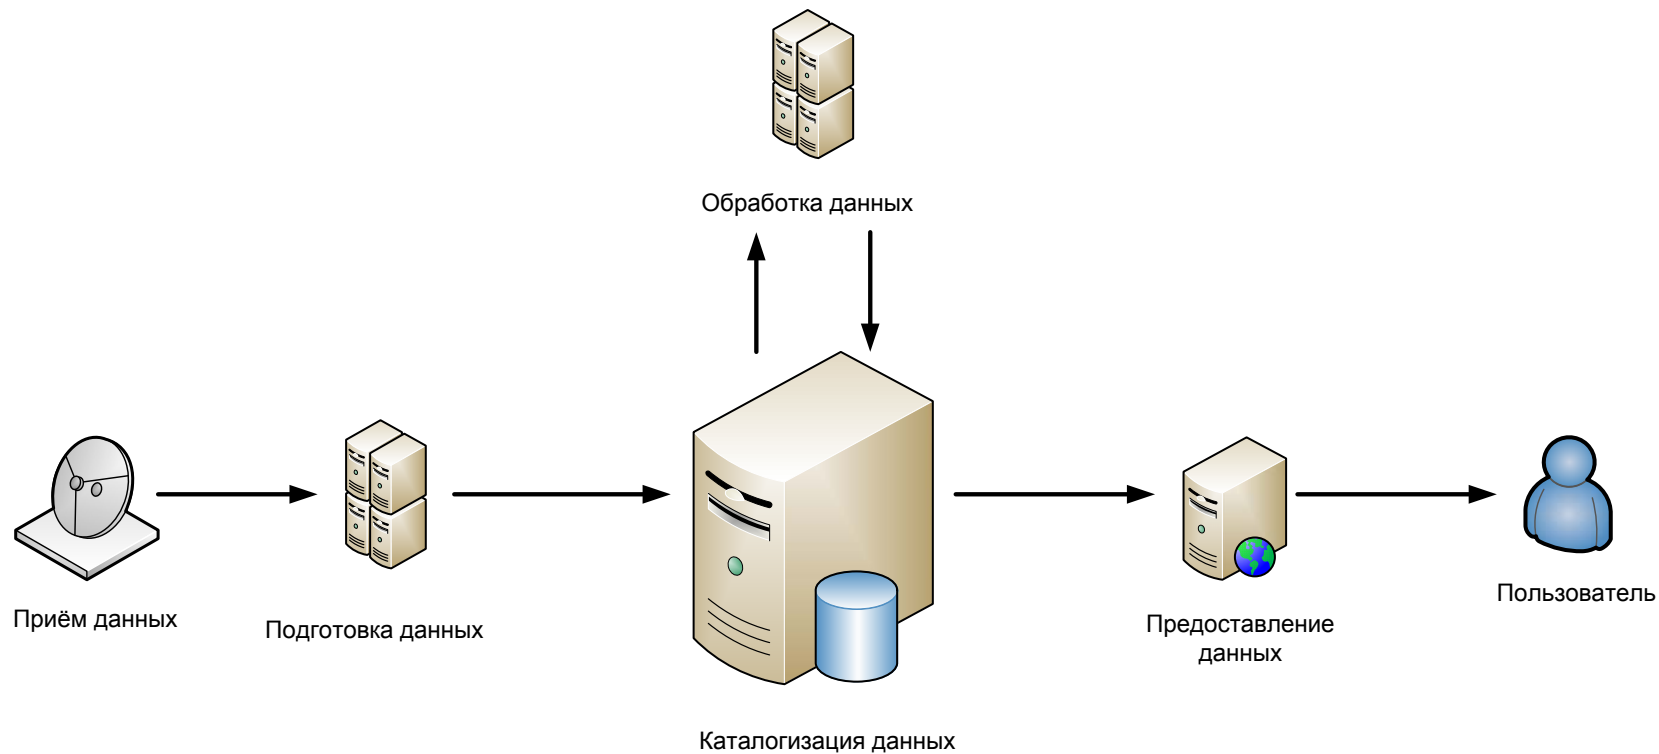 Обработка данных
Приём данных
Подготовка данных
Каталогизация данных
Предоставление
данных
Пользователь